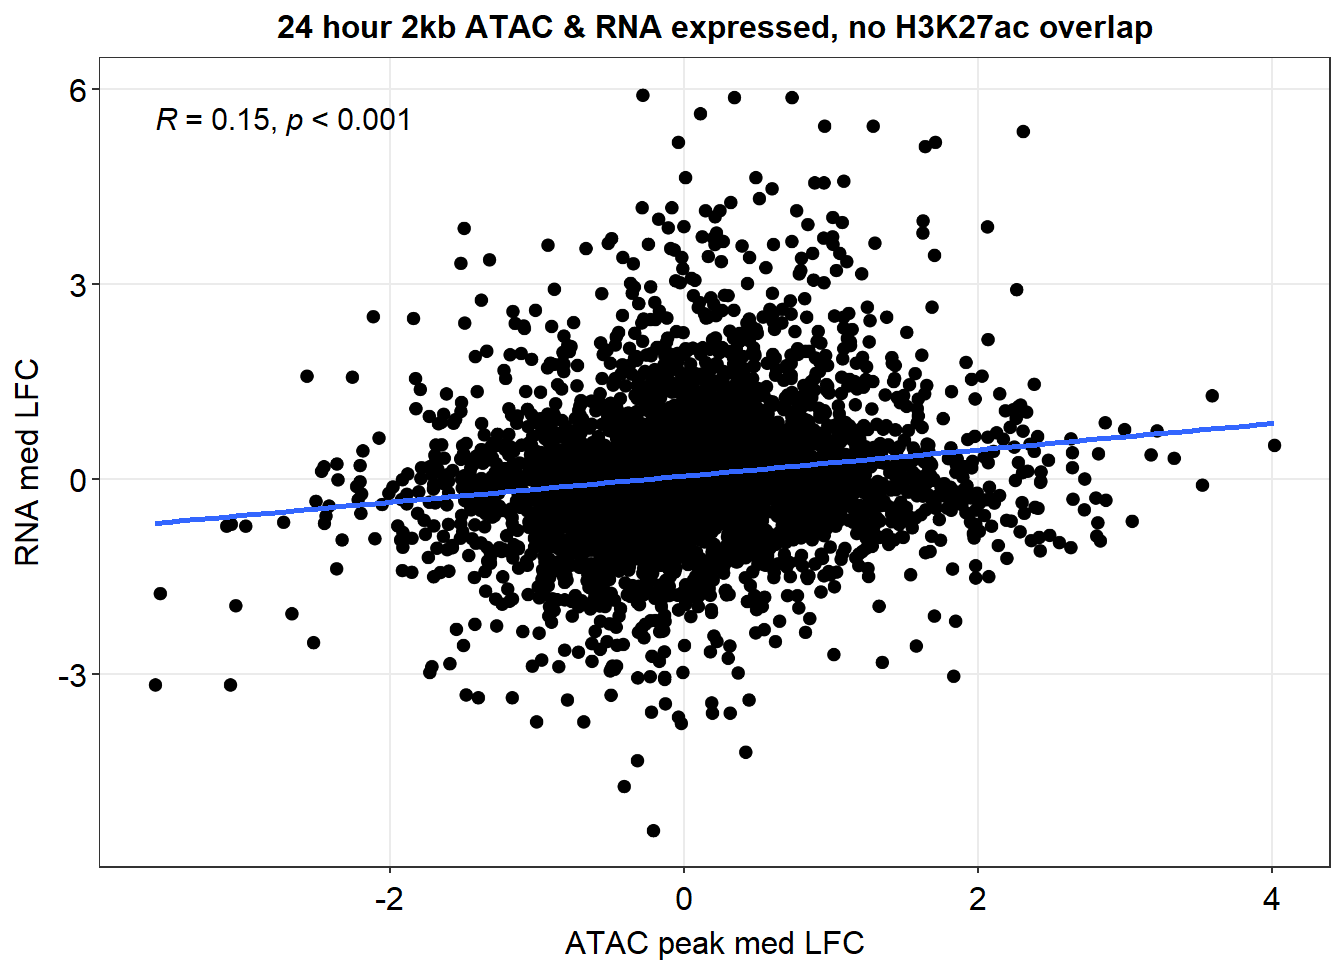 24 hour 2kb ATAC & RNA expressed, no H3K27ac overlap
R = 0.15, p < 0.001
6
3
0
-3
RNA med LFC
-2
0
2
4
ATAC peak med LFC